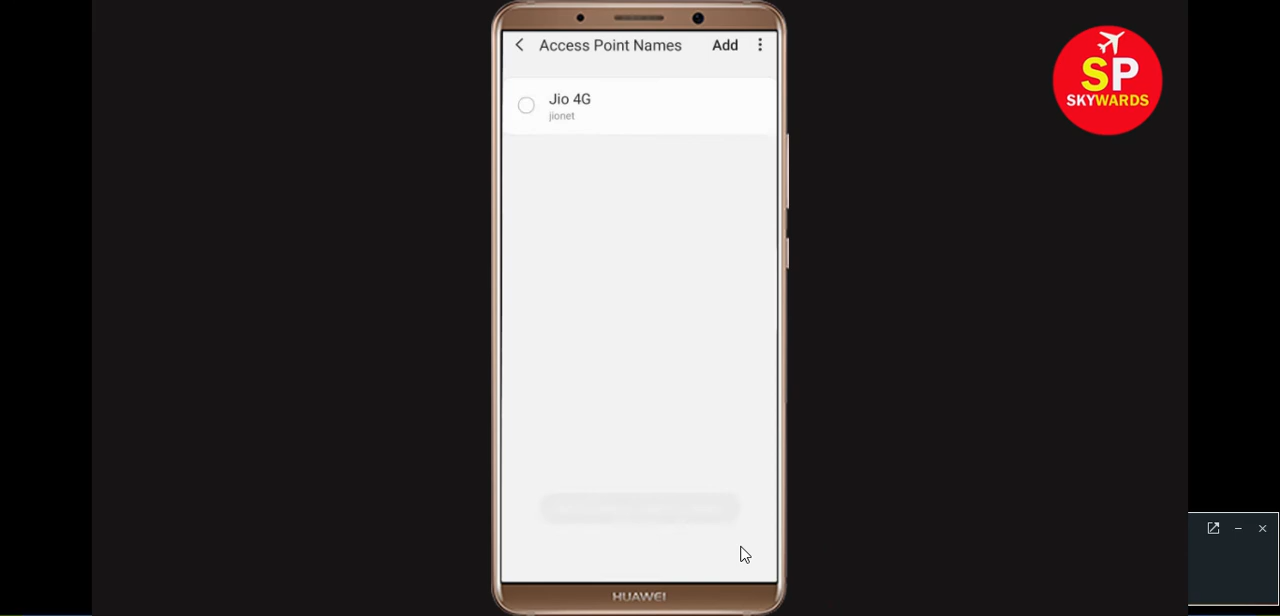 Access Point Names Add
Jio 4G
jionet
HUAWEI
SP
SKYWARDS